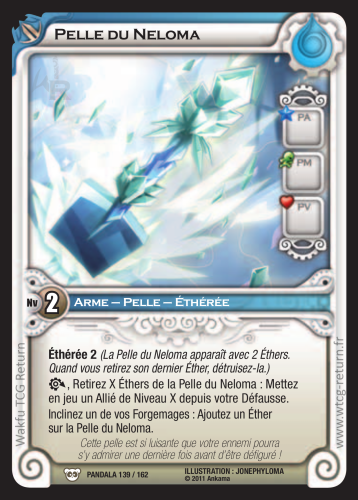 Pelle du Neloma
PA
PM
PV
Nv 2 Arme – Pelle – Éthérée
Éthérée 2 (La Pelle du Neloma apparaît avec 2 Éthers.
Quand vous retirez son dernier Éther, détruisez-la.)
, Retirez X Éthers de la Pelle du Neloma : Mettez
en jeu un Allié de Niveau X depuis votre Défausse.
Inclinez un de vos Forgemages : Ajoutez un Éther
sur la Pelle du Neloma.
Cette pelle est si luisante que votre ennemi pourra
s'y admirer une dernière fois avant d'être défiguré !
PANDALA 139 / 162
ILLUSTRATION : JONEPHYLOMA
© 2011 Ankama
Wakfu TCG Return
www.wtcg-return.fr